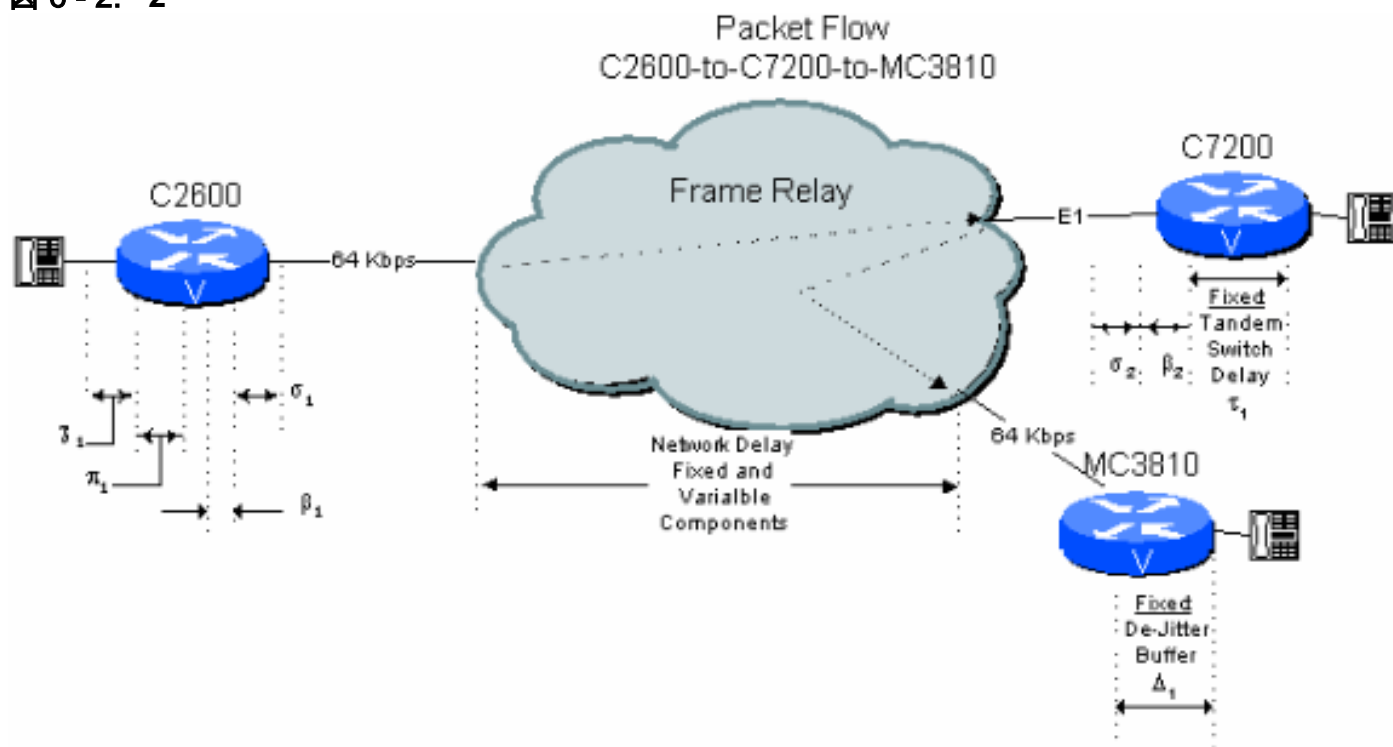 Packet Flow
C2600-to-C7200-to-MC3810
C7200
C2600
Frame Relay
E1
64 Kbps
V
V
Fixed
Tandem
Switch
Delay
τ₁
σ₂
β₂
σ₁
π₁
β₁
Network Delay
Fixed and
Varialble
Components
64 Kbps
MC3810
V
Fixed
De-Jitter
Buffer
Δ₁